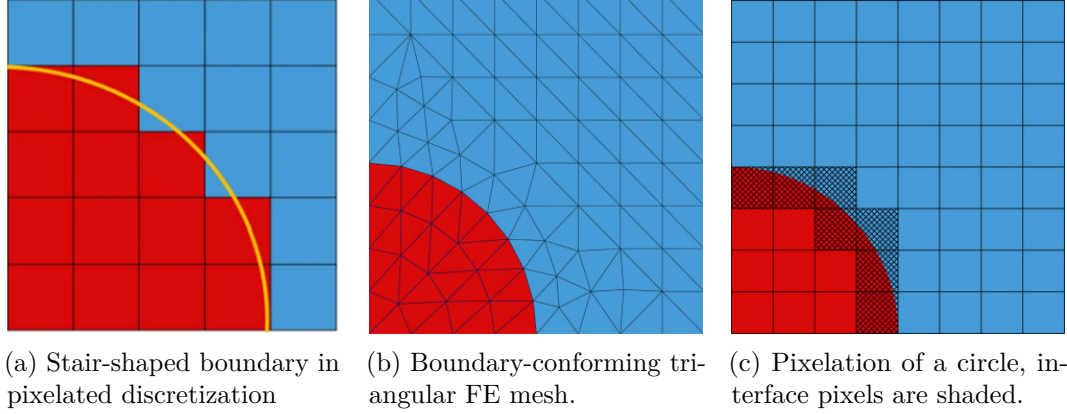 (a) Stair-shaped boundary in
pixelated discretization
(b) Boundary-conforming tri-
angular FE mesh.
(c) Pixelation of a circle, in-
terface pixels are shaded.